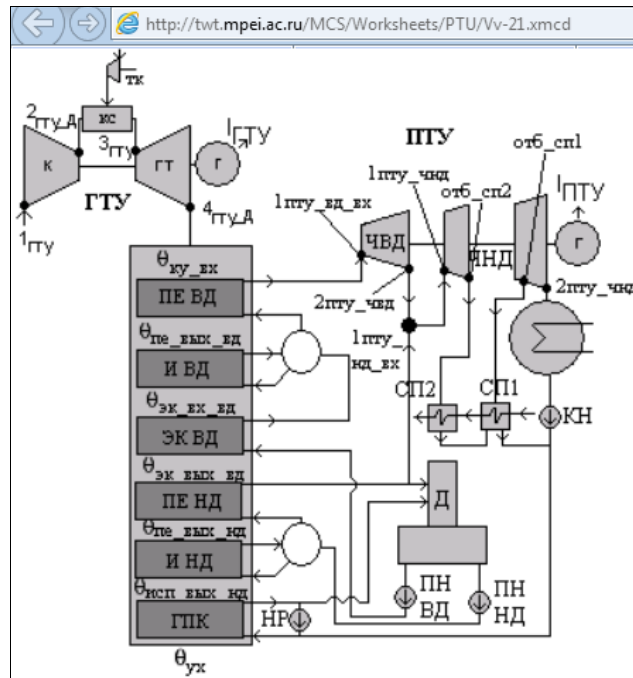 http://twt.mpei.ac.ru/MCS/Worksheets/PTU/Vv-21.xmcd
тк
2гту_д
кс
Iгту
ПТУ
отб_сп1
3гту
1пту_чнд
отб_сп2
Iпту
к
гт
г
1пту_вд_вх
ГТУ
4гту_д
1гту
ЧВД
ЧНД
г
θку_вх
2пту_чвд
2пту_чнд
ПЕ ВД
θпе_вых_вд
1пту_нд_вх
И ВД
СП2
СП1
θэк_вх_вд
КН
ЭК ВД
θэк_вых_вд
ПЕ НД
Д
θпе_вых_нд
И НД
θисп_вых_нд
ПН ВД
ПН НД
ГПК
НР
θух